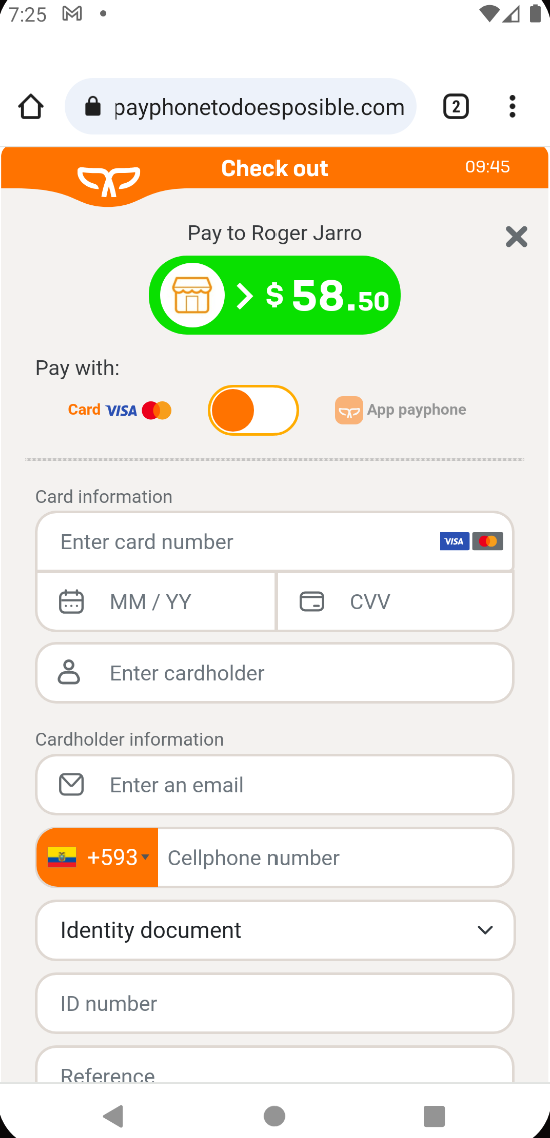 7:25
payphonetodoesposible.com
2
Check out
09:45
Pay to Roger Jarro
> $ 58.50
Pay with:
Card VISA
App payphone
Card information
Enter card number
VISA
MM / YY
CVV
Enter cardholder
Cardholder information
Enter an email
+593
Cellphone number
Identity document
ID number
Reference